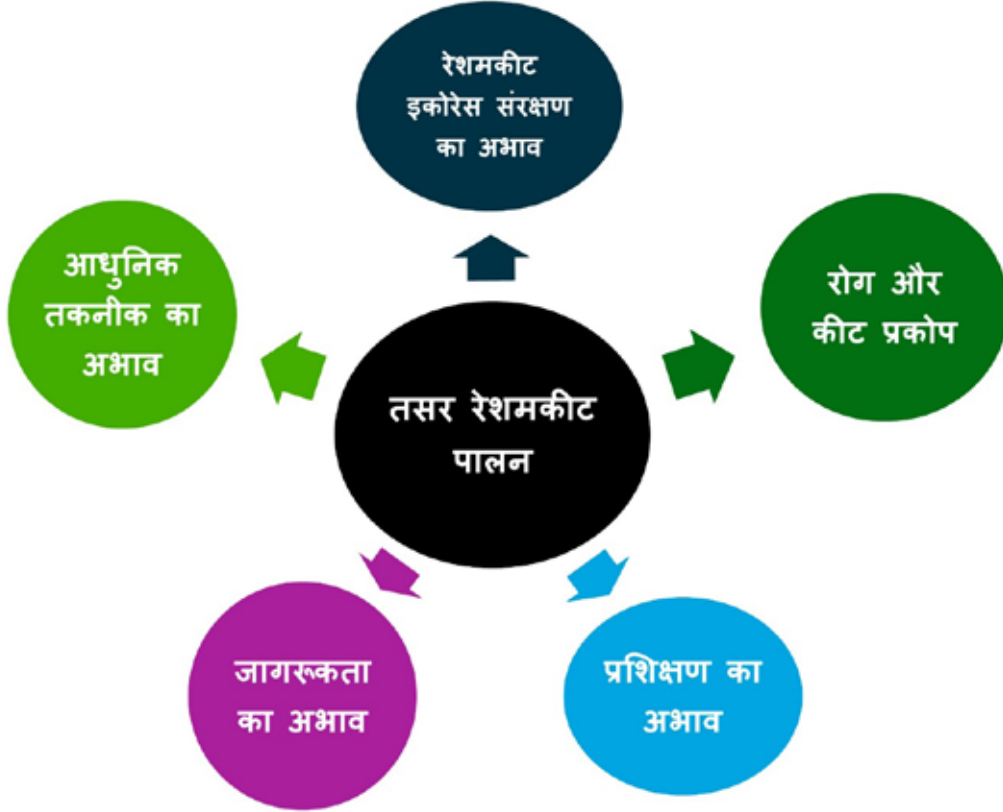 रेशमकीट
इकोरेस संरक्षण
का अभाव
आधुनिक
तकनीक का
अभाव
रोग और
कीट प्रकोप
तसर रेशमकीट
पालन
जागरूकता
का अभाव
प्रशिक्षण का
अभाव